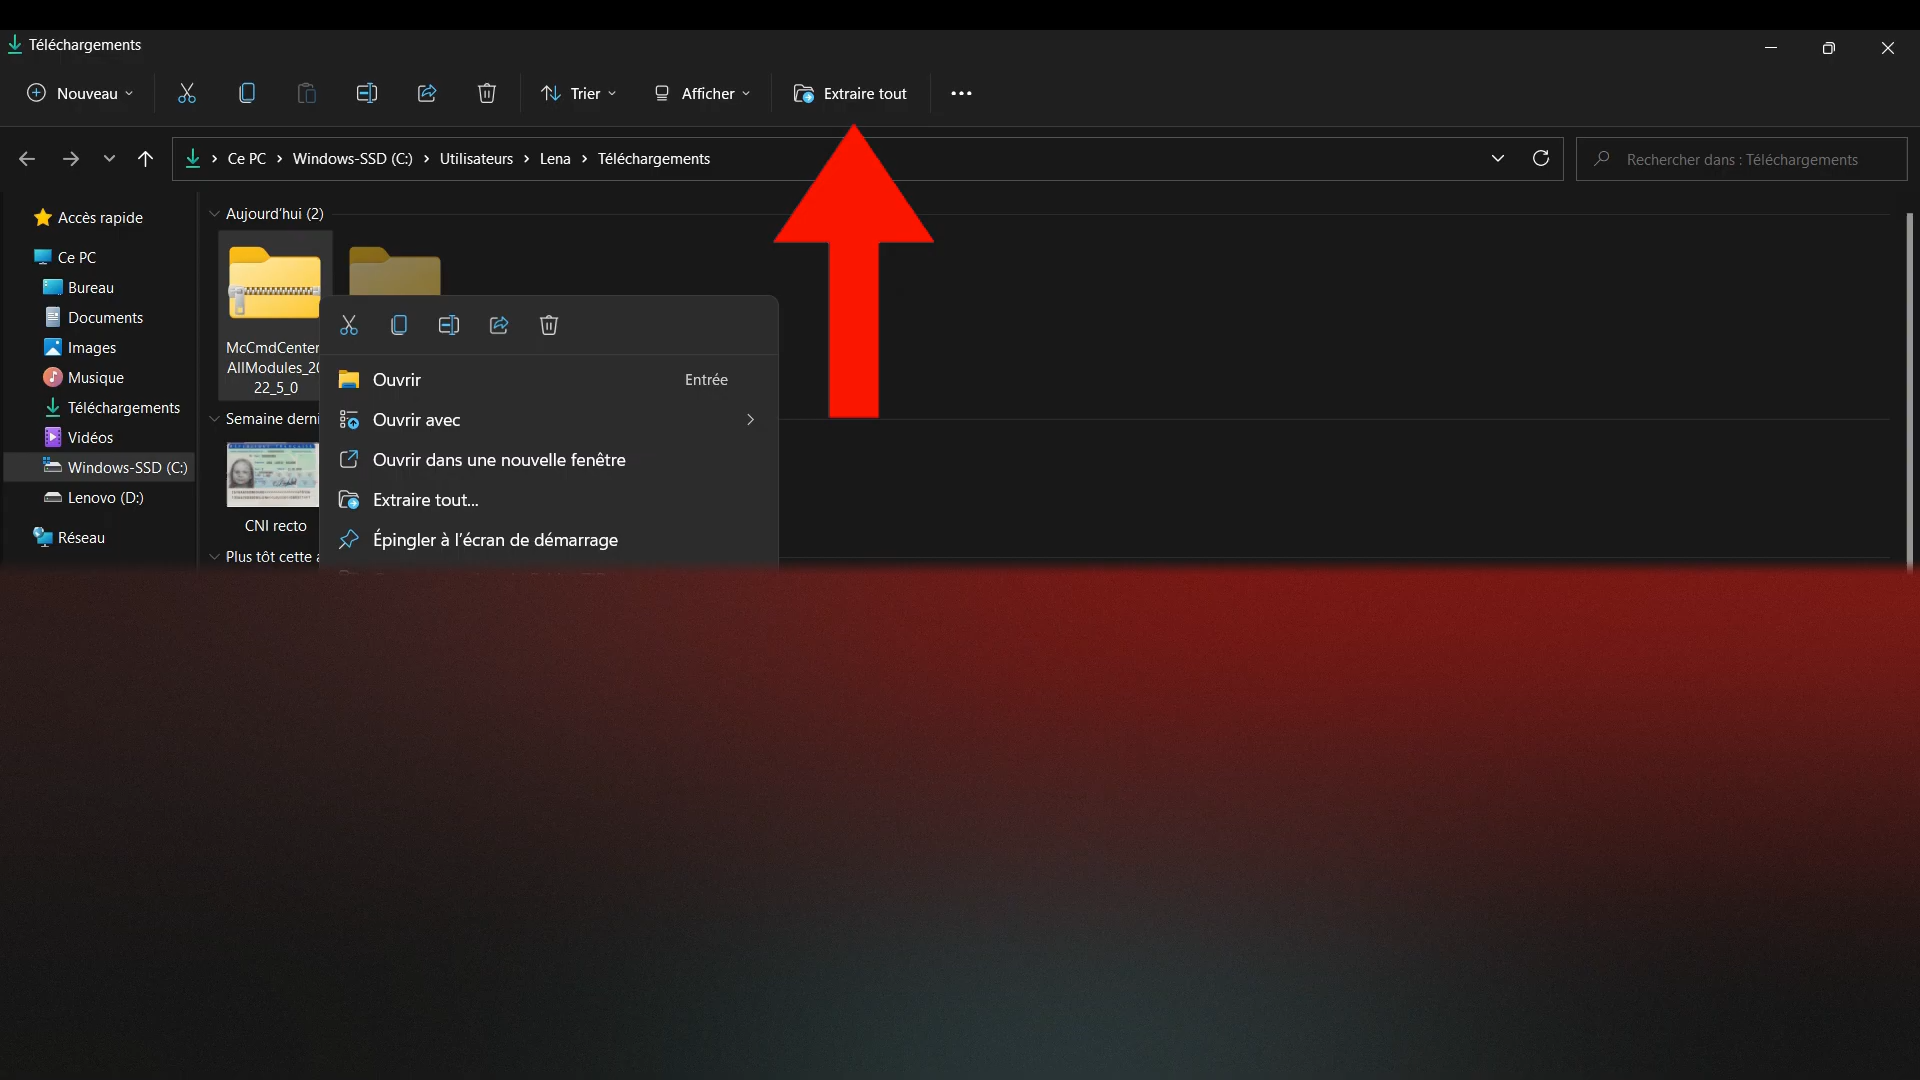 Téléchargements
Nouveau
Trier
Afficher
Extraire tout
Ce PC > Windows-SSD (C:) > Utilisateurs > Lena > Téléchargements
Rechercher dans : Téléchargements
Accès rapide
Ce PC
Bureau
Documents
Images
Musique
Téléchargements
Vidéos
Windows-SSD (C:)
Lenovo (D:)
Réseau
Aujourd'hui (2)
McCmdCenter
AllModules_20
22_5_0
Semaine derni
CNI recto
Plus tôt cette
Ouvrir Entrée
Ouvrir avec
Ouvrir dans une nouvelle fenêtre
Extraire tout...
Épingler à l'écran de démarrage